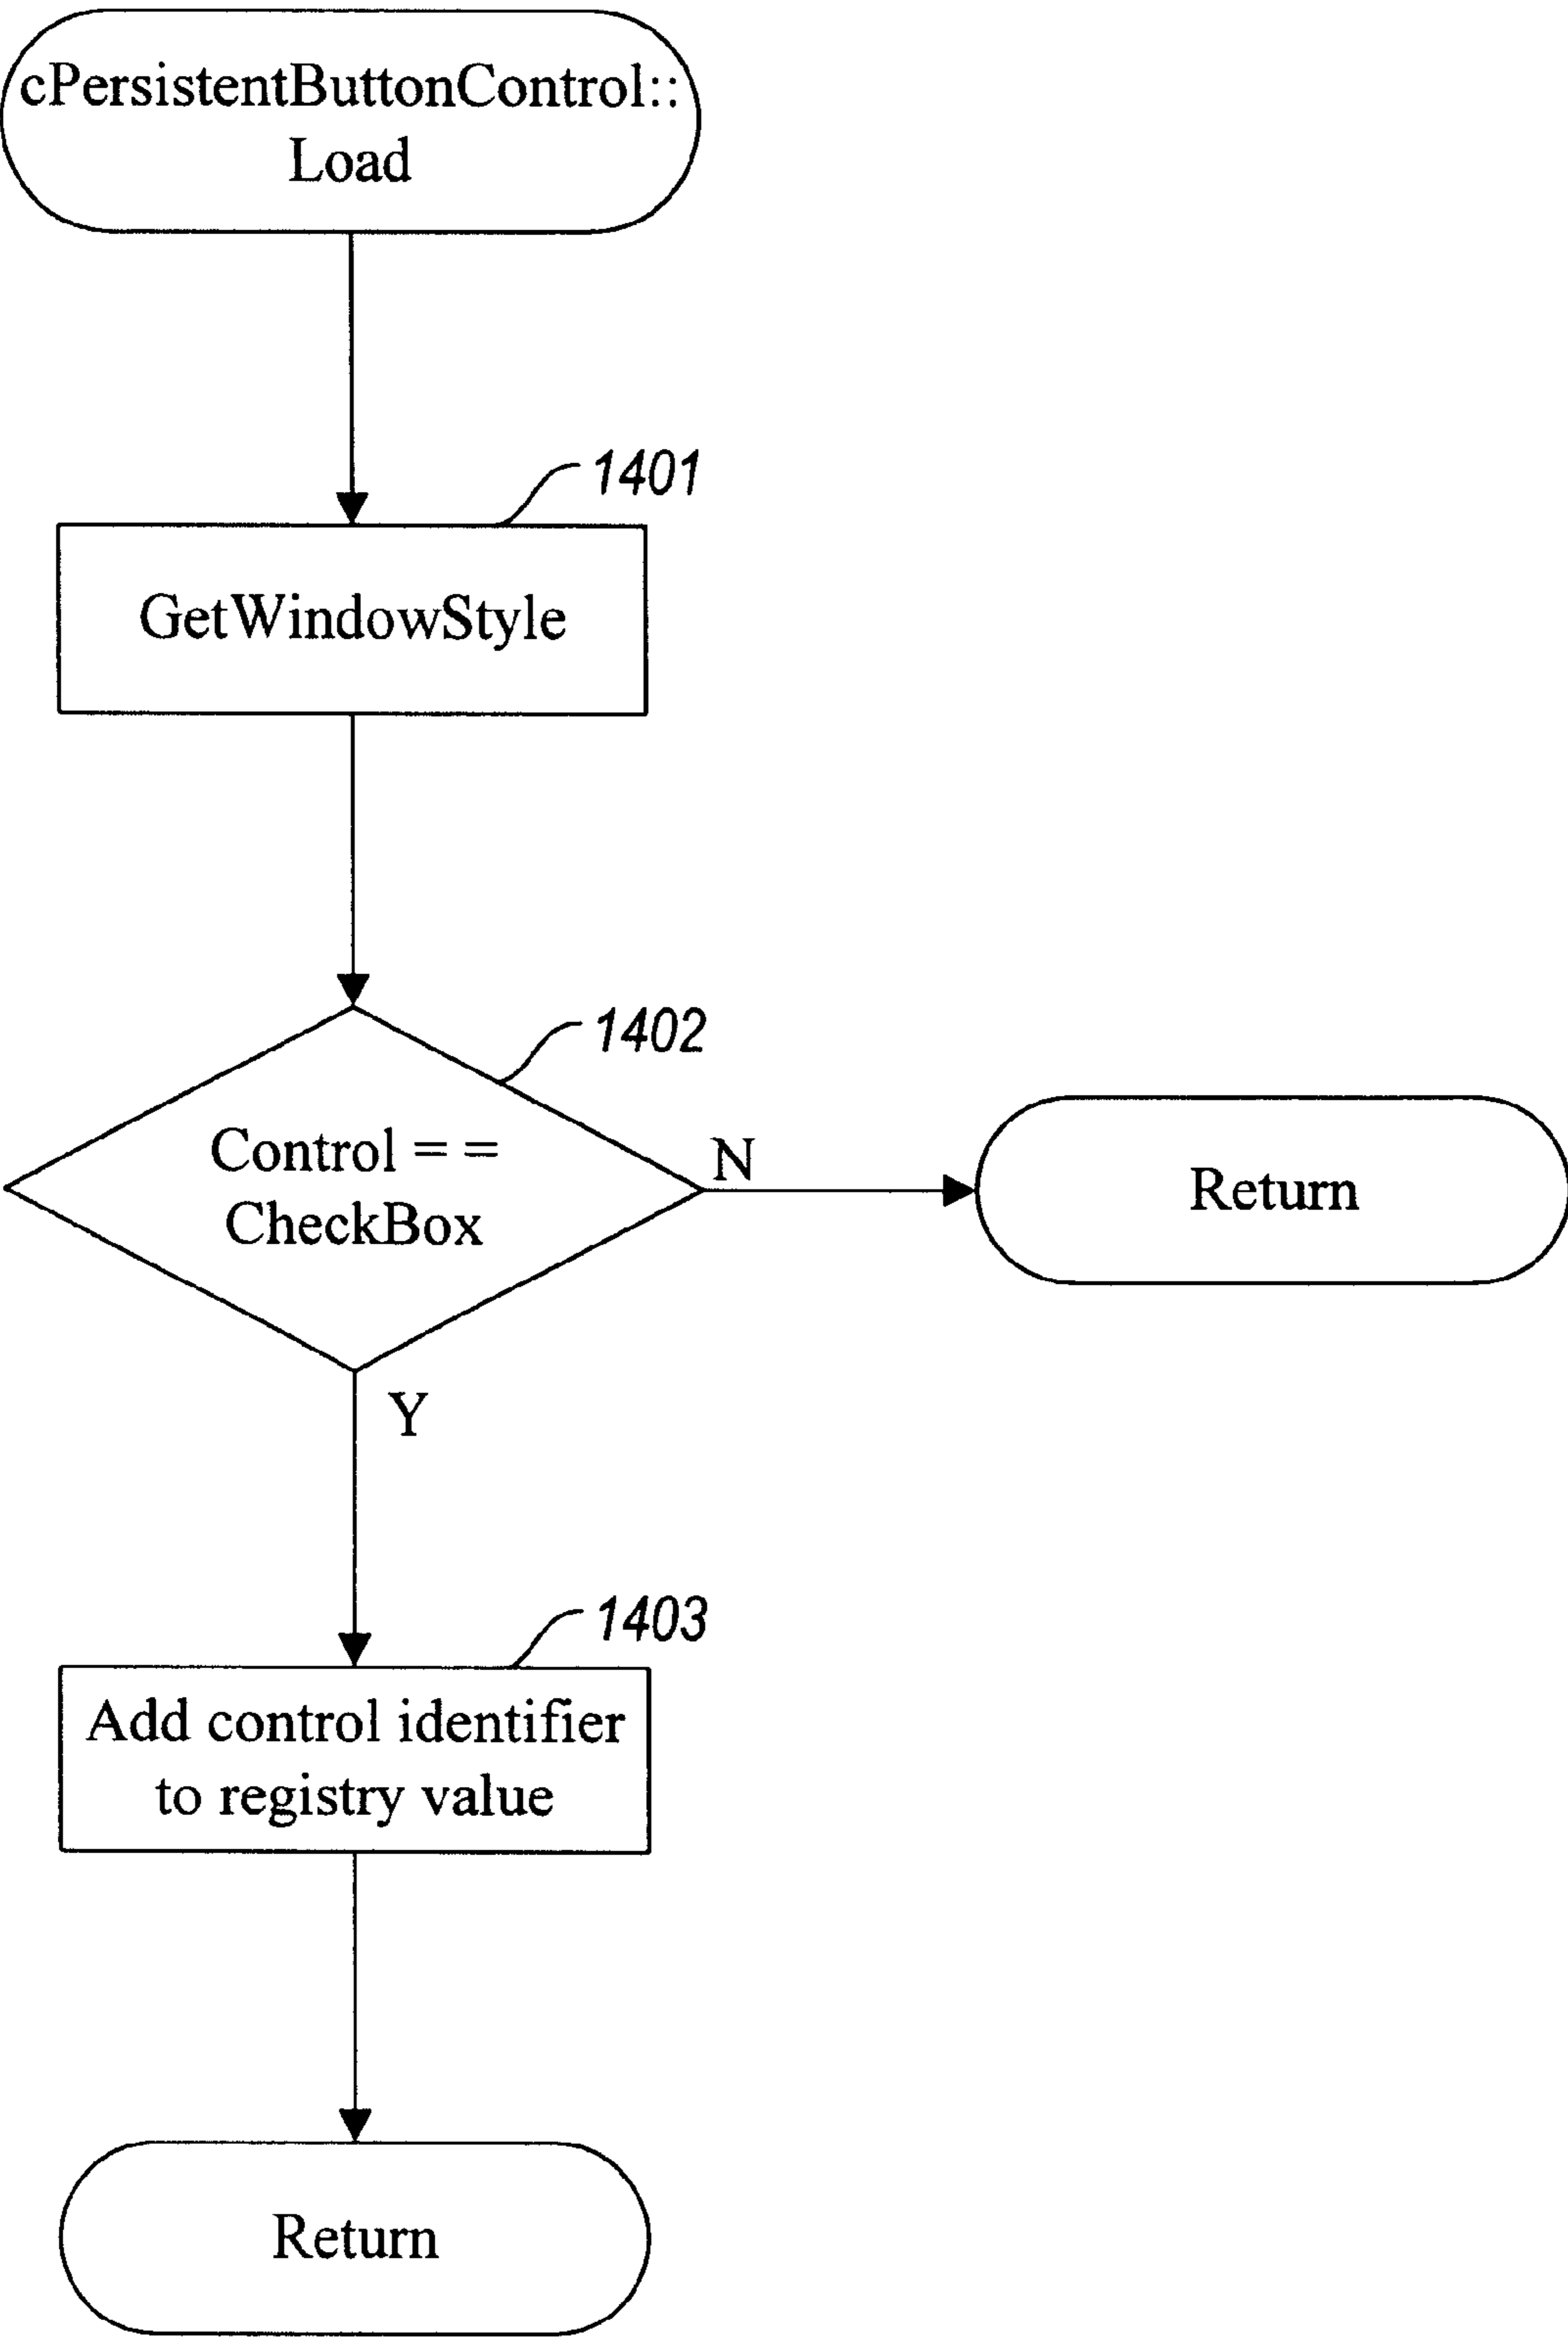 cPersistentButtonControl::
Load
1401
GetWindowStyle
1402
Control = =
CheckBox
N
Return
Y
1403
Add control identifier
to registry value
Return